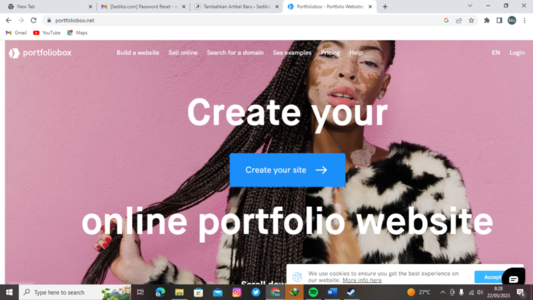 New Tab
[Sadiko.com] Password Reset -
Tambahkan Artikel Baru - Sadiko
Portfoliobox - Portfolio Website
portfoliobox.net
Gmail YouTube Maps
portfoliobox
Build a website Sell online Search for a domain See examples Pricing Help EN Login
Create your
Create your site
online portfolio website
Scroll down
We use cookies to ensure you get the best experience on
our website. More info here
Accept
Type here to search
27°C
8:25
22/05/2023